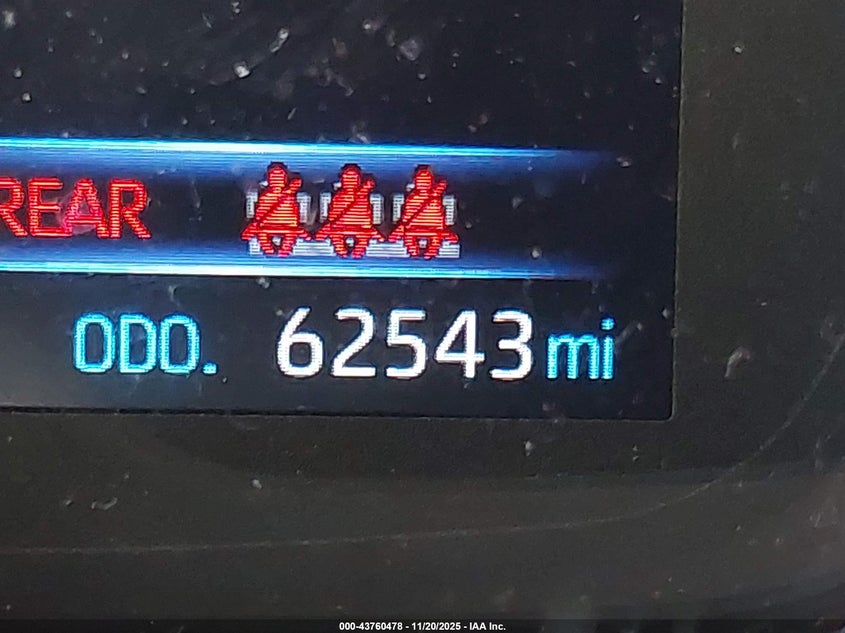 REAR
ODO. 62543 mi
000-43760478 - 11/20/2025 - IAA Inc.